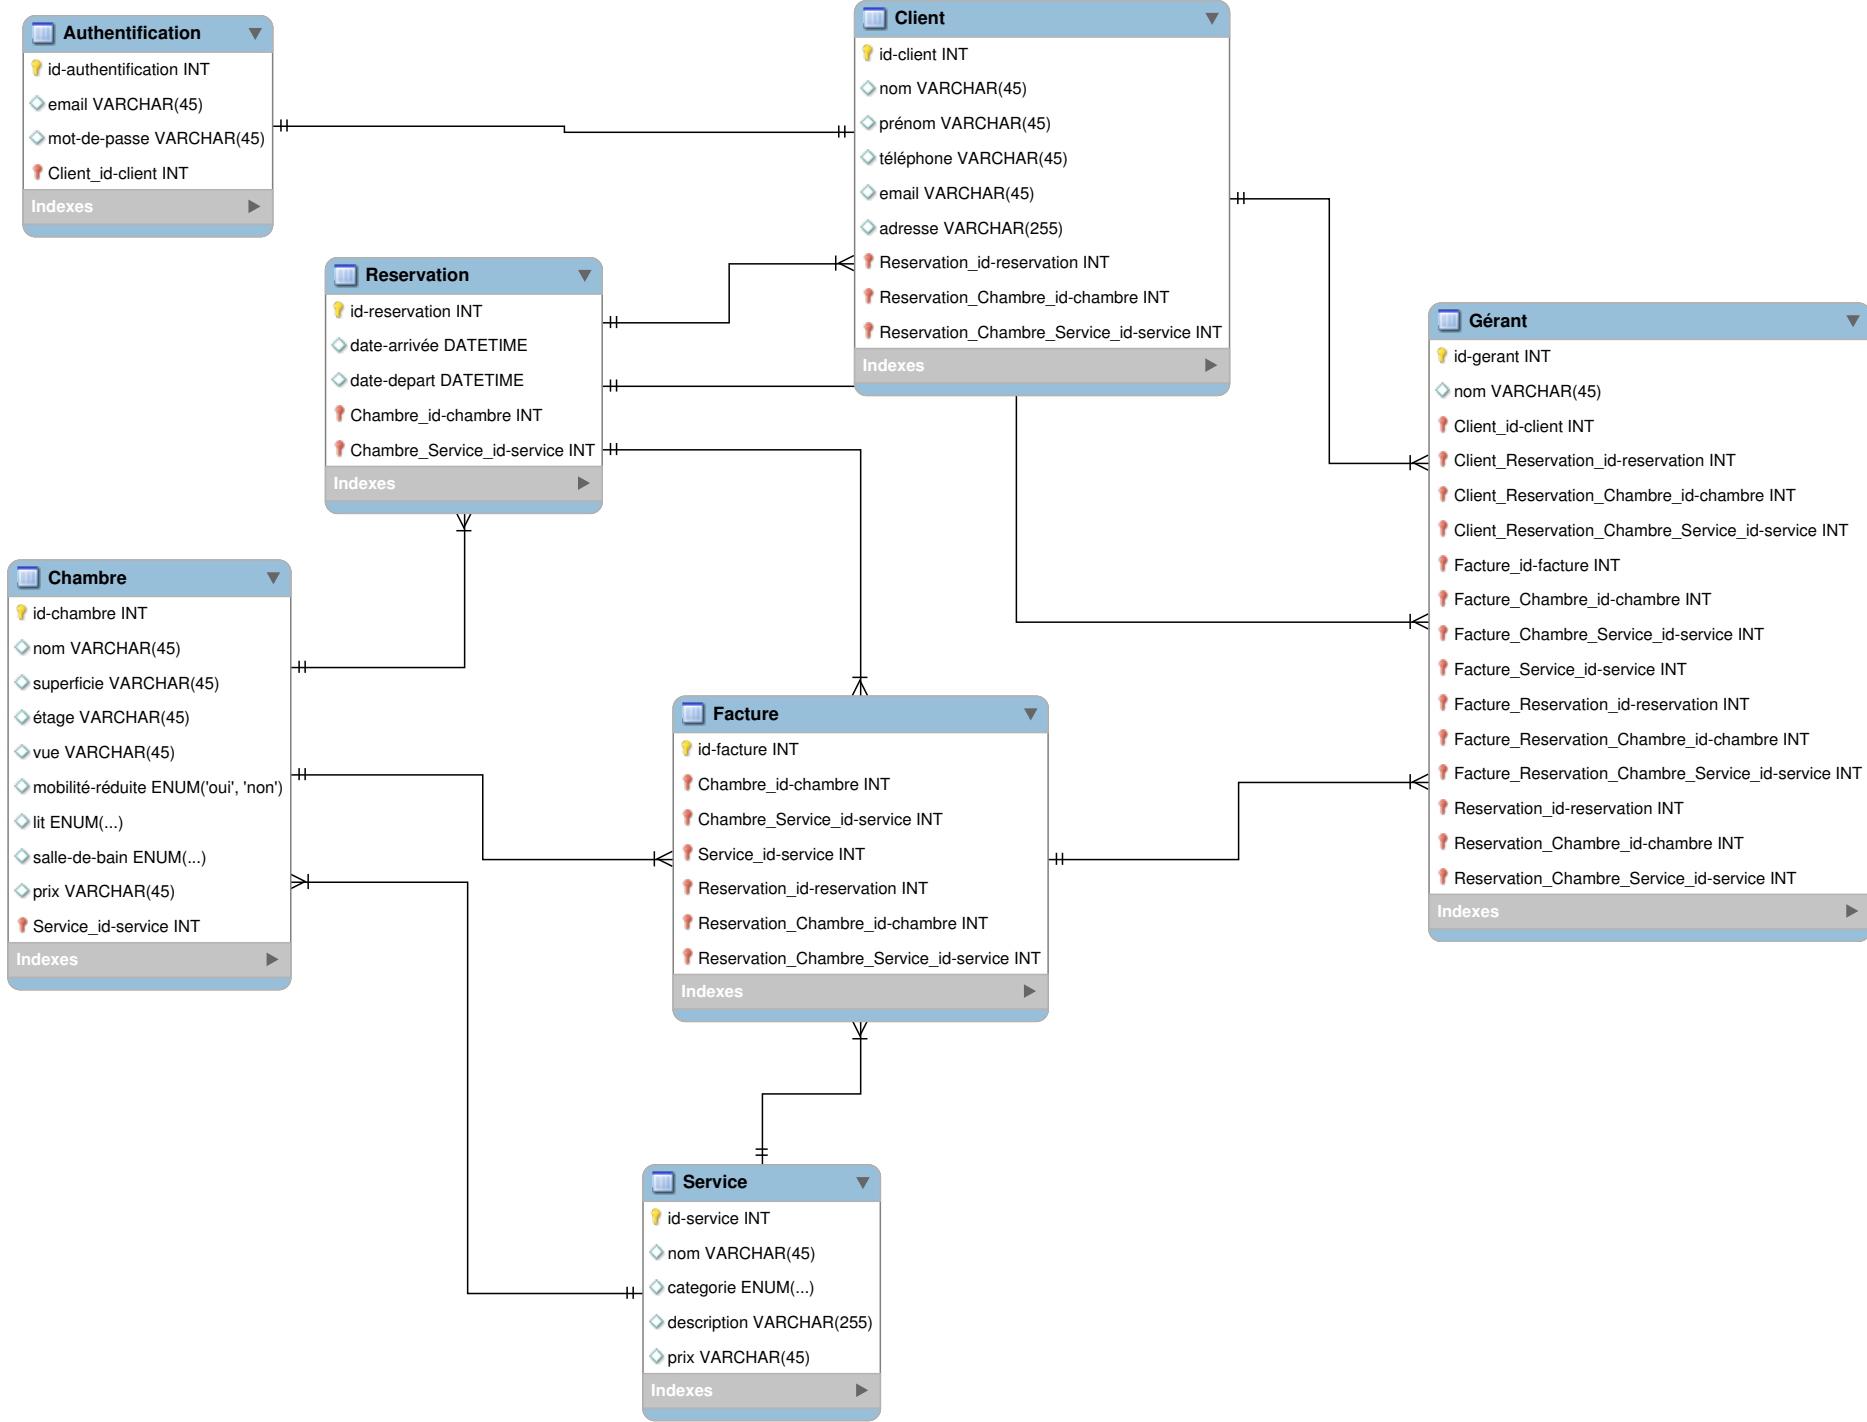 Authentification
id-authentification INT
email VARCHAR(45)
mot-de-passe VARCHAR(45)
Client_id-client INT
Indexes
Client
id-client INT
nom VARCHAR(45)
prénom VARCHAR(45)
téléphone VARCHAR(45)
email VARCHAR(45)
adresse VARCHAR(255)
Reservation_id-reservation INT
Reservation_Chambre_id-chambre INT
Reservation_Chambre_Service_id-service INT
Indexes
Reservation
id-reservation INT
date-arrivée DATETIME
date-depart DATETIME
Chambre_id-chambre INT
Chambre_Service_id-service INT
Indexes
Gérant
id-gerant INT
nom VARCHAR(45)
Client_id-client INT
Client_Reservation_id-reservation INT
Client_Reservation_Chambre_id-chambre INT
Client_Reservation_Chambre_Service_id-service INT
Facture_id-facture INT
Facture_Chambre_id-chambre INT
Facture_Chambre_Service_id-service INT
Facture_Service_id-service INT
Facture_Reservation_id-reservation INT
Facture_Reservation_Chambre_id-chambre INT
Facture_Reservation_Chambre_Service_id-service INT
Reservation_id-reservation INT
Reservation_Chambre_id-chambre INT
Reservation_Chambre_Service_id-service INT
Indexes
Chambre
id-chambre INT
nom VARCHAR(45)
superficie VARCHAR(45)
étage VARCHAR(45)
vue VARCHAR(45)
mobilité-réduite ENUM('oui', 'non')
lit ENUM(...)
salle-de-bain ENUM(...)
prix VARCHAR(45)
Service_id-service INT
Indexes
Facture
id-facture INT
Chambre_id-chambre INT
Chambre_Service_id-service INT
Service_id-service INT
Reservation_id-reservation INT
Reservation_Chambre_id-chambre INT
Reservation_Chambre_Service_id-service INT
Indexes
Service
id-service INT
nom VARCHAR(45)
categorie ENUM(...)
description VARCHAR(255)
prix VARCHAR(45)
Indexes